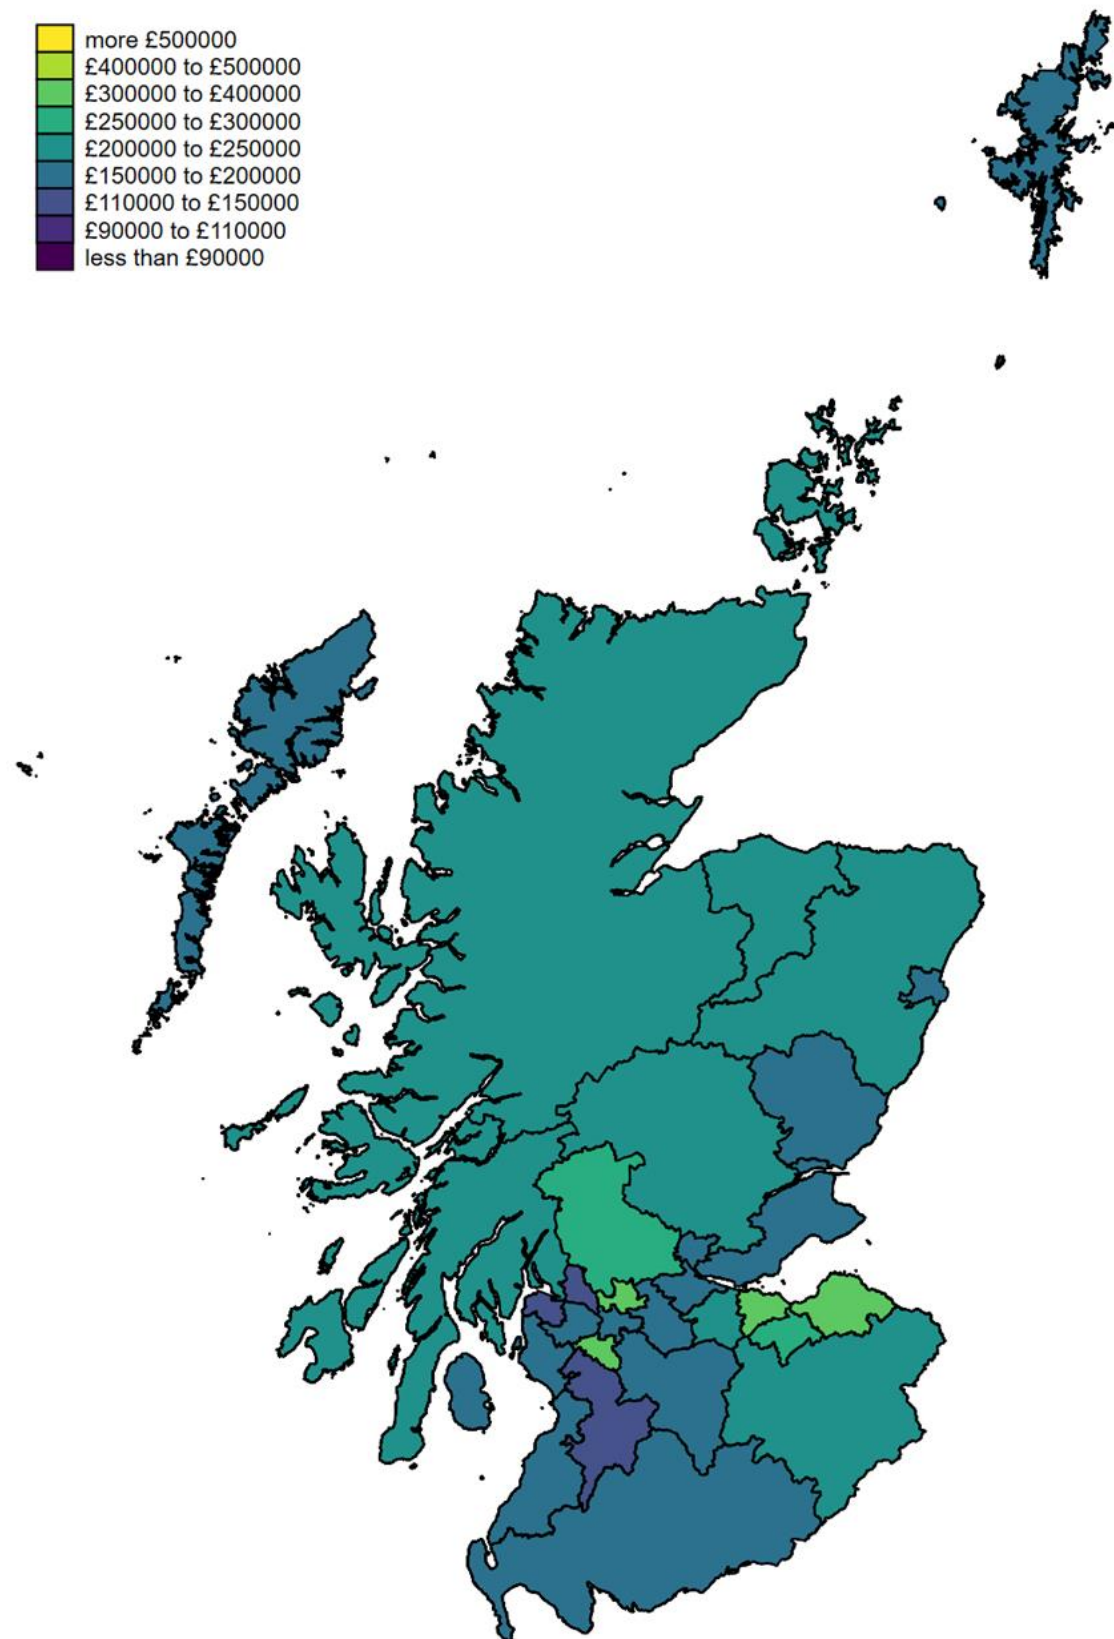 more £500000
£400000 to £500000
£300000 to £400000
£250000 to £300000
£200000 to £250000
£150000 to £200000
£110000 to £150000
£90000 to £110000
less than £90000